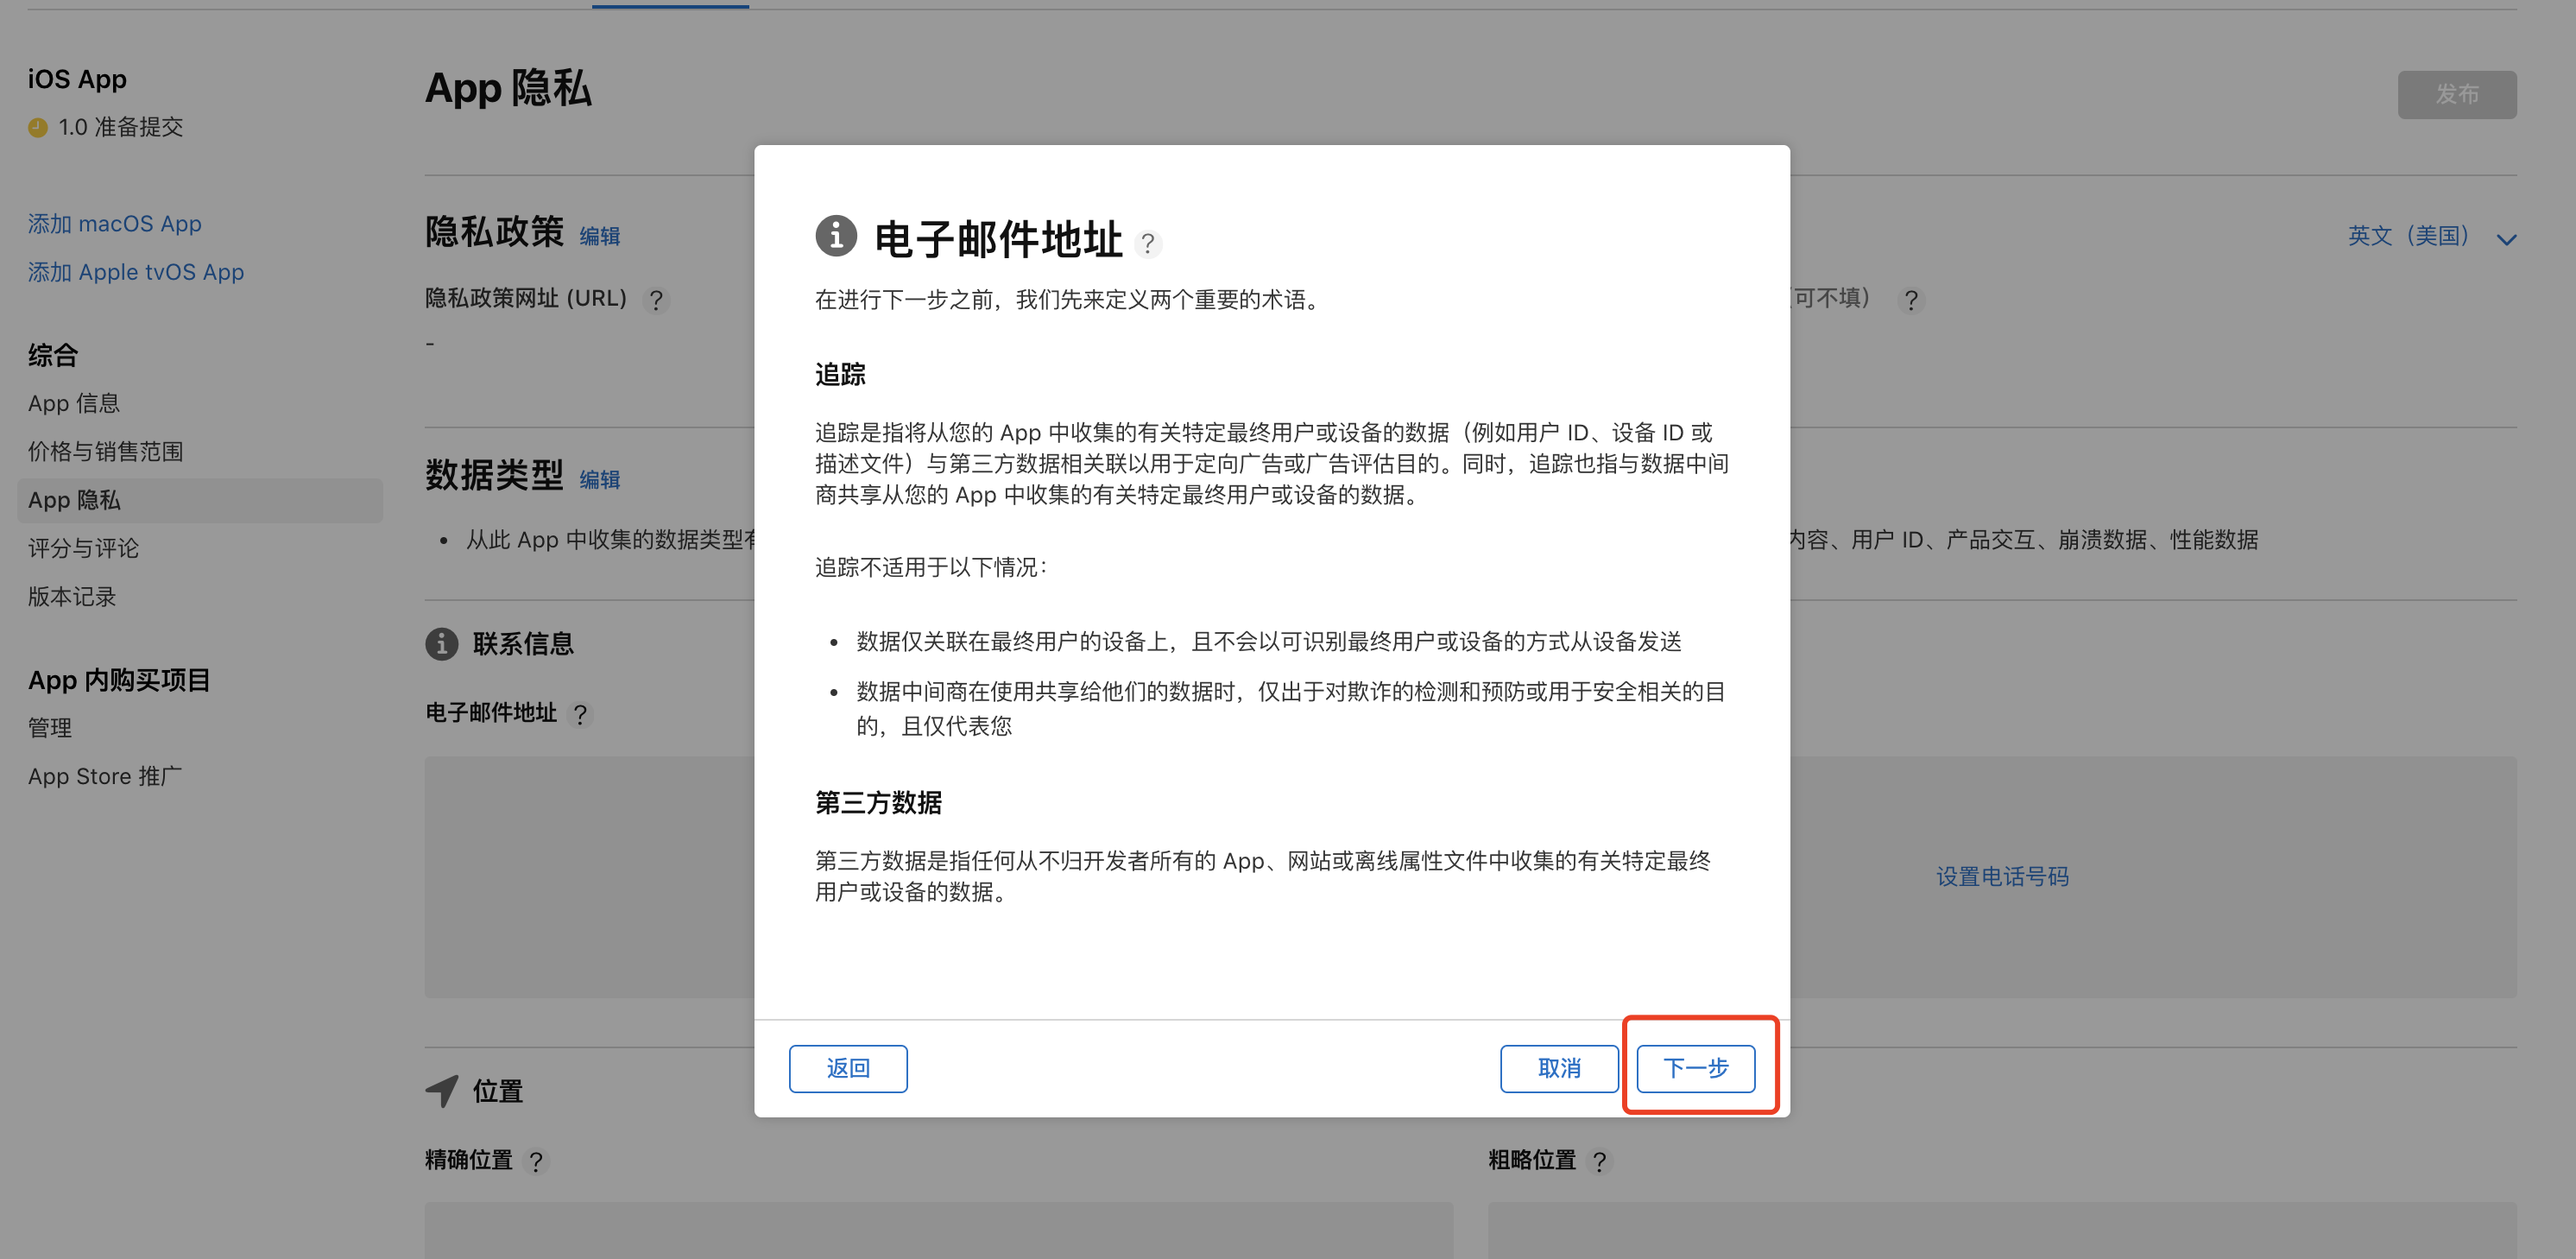 iOS App
1.0 准备提交
添加 macOS App
添加 Apple tvOS App
综合
App 信息
价格与销售范围
App 隐私
评分与评论
版本记录
App 内购买项目
管理
App Store 推广
App 隐私
发布
隐私政策 编辑
英文（美国）
隐私政策网址 (URL) ?
可不填） ?
-
数据类型 编辑
从此 App 中收集的数据类型
内容、用户 ID、产品交互、崩溃数据、性能数据
联系信息
电子邮件地址 ?
设置电话号码
位置
精确位置 ?
粗略位置 ?
电子邮件地址 ?
在进行下一步之前，我们先来定义两个重要的术语。
追踪
追踪是指将从您的 App 中收集的有关特定最终用户或设备的数据（例如用户 ID、设备 ID 或
描述文件）与第三方数据相关联以用于定向广告或广告评估目的。同时，追踪也指与数据中间
商共享从您的 App 中收集的有关特定最终用户或设备的数据。
追踪不适用于以下情况：
• 数据仅关联在最终用户的设备上，且不会以可识别最终用户或设备的方式从设备发送
• 数据中间商在使用共享给他们的数据时，仅出于对欺诈的检测和预防或用于安全相关的目
的，且仅代表您
第三方数据
第三方数据是指任何从不归开发者所有的 App、网站或离线属性文件中收集的有关特定最终
用户或设备的数据。
返回
取消
下一步